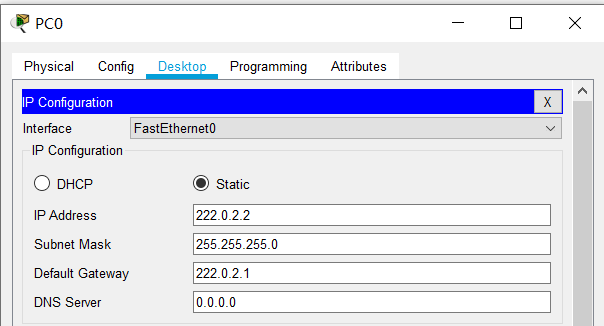 PC0
Physical Config Desktop Programming Attributes
IP Configuration X
Interface FastEthernet0
IP Configuration
DHCP Static
IP Address 222.0.2.2
Subnet Mask 255.255.255.0
Default Gateway 222.0.2.1
DNS Server 0.0.0.0